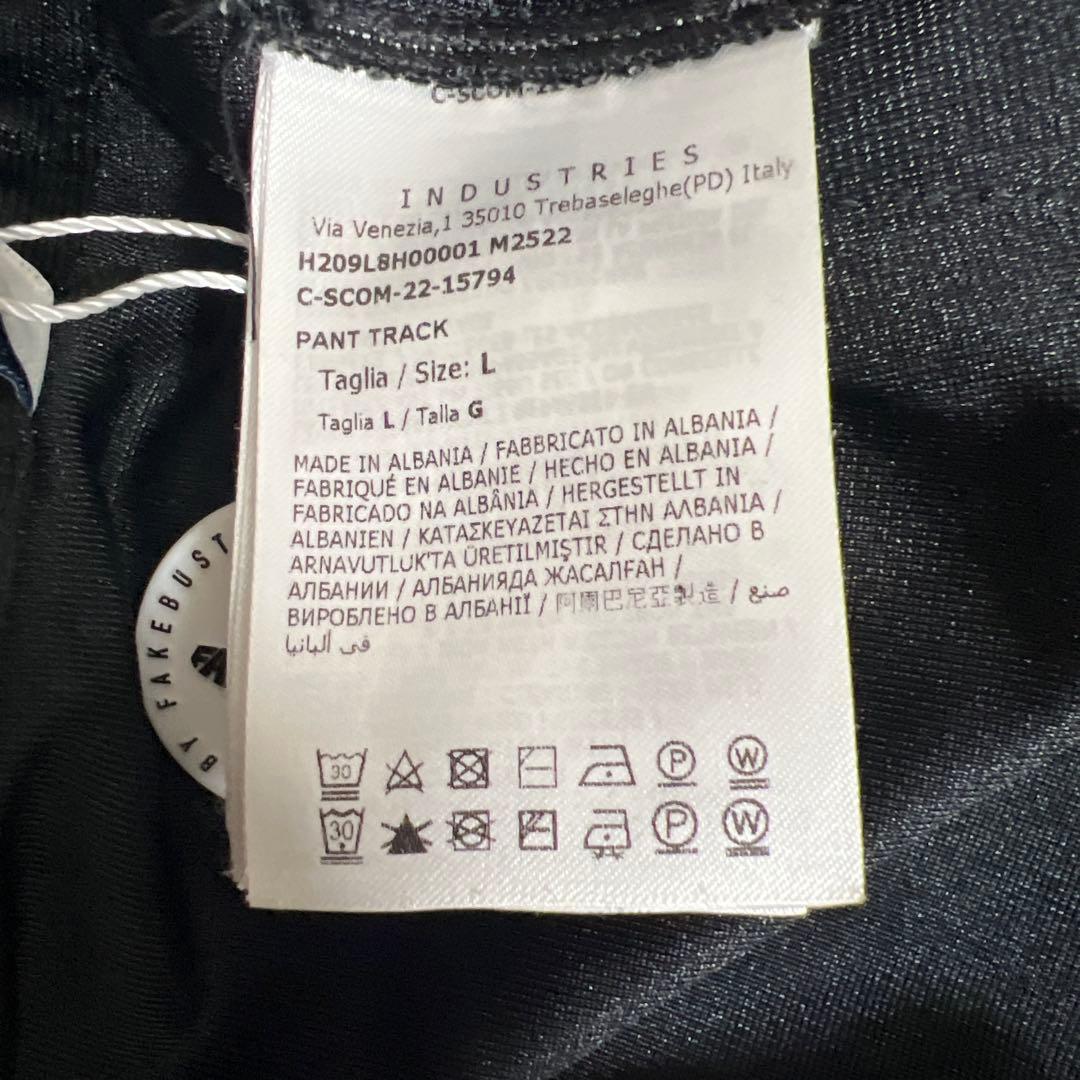 C-SCOM-22-
INDUSTRIES
Via Venezia,1 35010 Trebaseleghe(PD) Italy
H209L8H00001 M2522
C-SCOM-22-15794
PANT TRACK
Taglia / Size: L
Taglia L / Talla G
MADE IN ALBANIA / FABBRICATO IN ALBANIA /
FABRIQUÉ EN ALBANIE / HECHO EN ALBANIA /
FABRICADO NA ALBÂNIA / HERGESTELLT IN
ALBANIEN / ΚΑΤΑΣΚΕΥΑΖΕΤΑΙ ΣΤΗΝ ΑΛΒΑΝΙΑ /
ARNAVUTLUK'TA ÜRETILMIŞTIR / СДЕЛАНО В
АЛБАНИИ / АЛБАНИЯДА ЖАСАЛҒАН /
ВИРОБЛЕНО В АЛБАНІЇ / 阿爾巴尼亞製造 / صنع
في ألبانيا
30 P W
30 P W
BY FAKEBUST